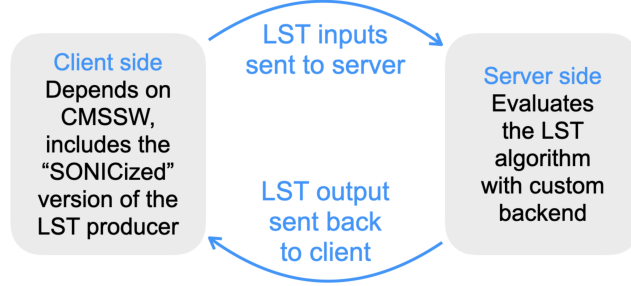 Client side
Depends on
CMSSW,
includes the
“SONICized”
version of the
LST producer
LST inputs
sent to server
LST output
sent back
to client
Server side
Evaluates
the LST
algorithm
with custom
backend